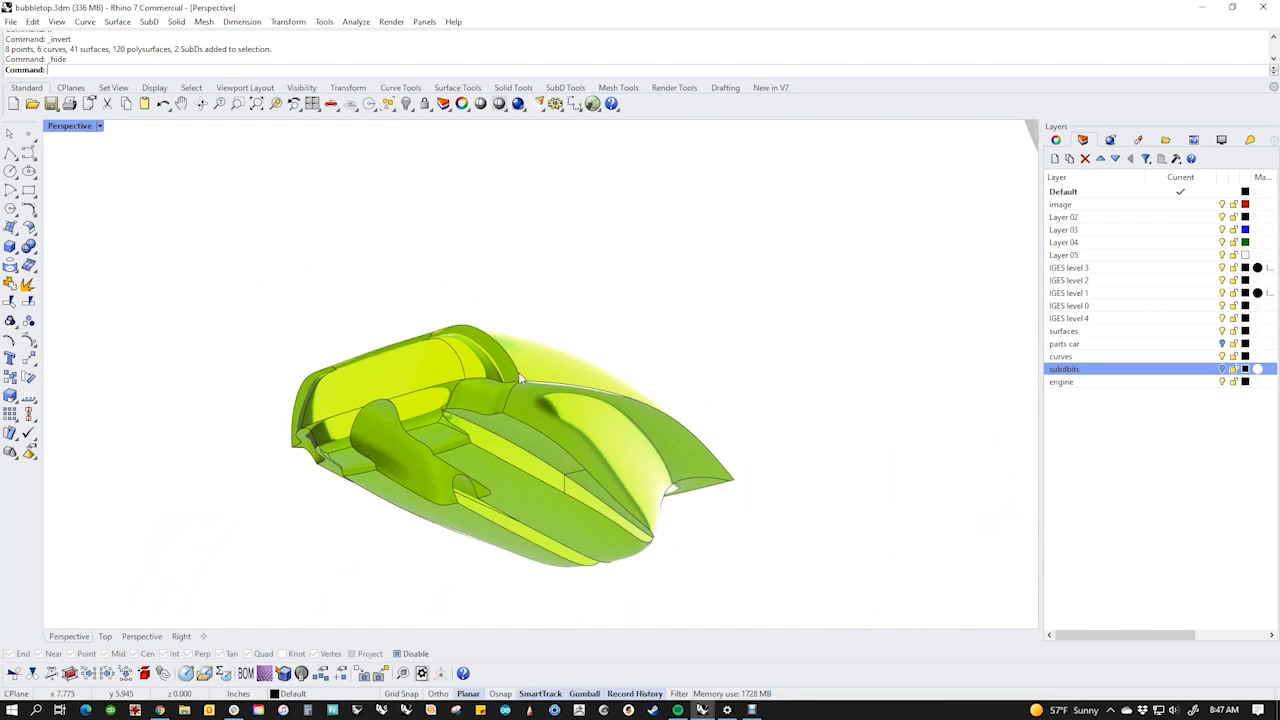 bubbletop.3dm (336 MB) - Rhino 7 Commercial - [Perspective]
File Edit View Curve Surface SubD Solid Mesh Dimension Transform Tools Analyze Render Panels Help
Command: _invert
8 points, 6 curves, 41 surfaces, 120 polysurfaces, 2 SubDs added to selection.
Command: _hide
Command:
Standard CPlanes Set View Display Select Viewport Layout Visibility Transform Curve Tools Surface Tools Solid Tools SubD Tools Mesh Tools Render Tools Drafting New in V7
Perspective
Layers
Layer Current Ma...
Default
image
Layer 02
Layer 03
Layer 04
Layer 05
IGES level 3
IGES level 2
IGES level 1
IGES level 0
IGES level 4
surfaces
parts car
curves
subdbits
engine
Perspective Top Perspective Right
End Near Point Mid Cen Int Perp Tan Quad Knot Vertex Project Disable
BOM
CPlane x 7.775 y 5.945 z 0.000 Inches Default Grid Snap Ortho Planar Osnap SmartTrack Gumball Record History Filter Memory use: 1728 MB
57°F Sunny 8:47 AM